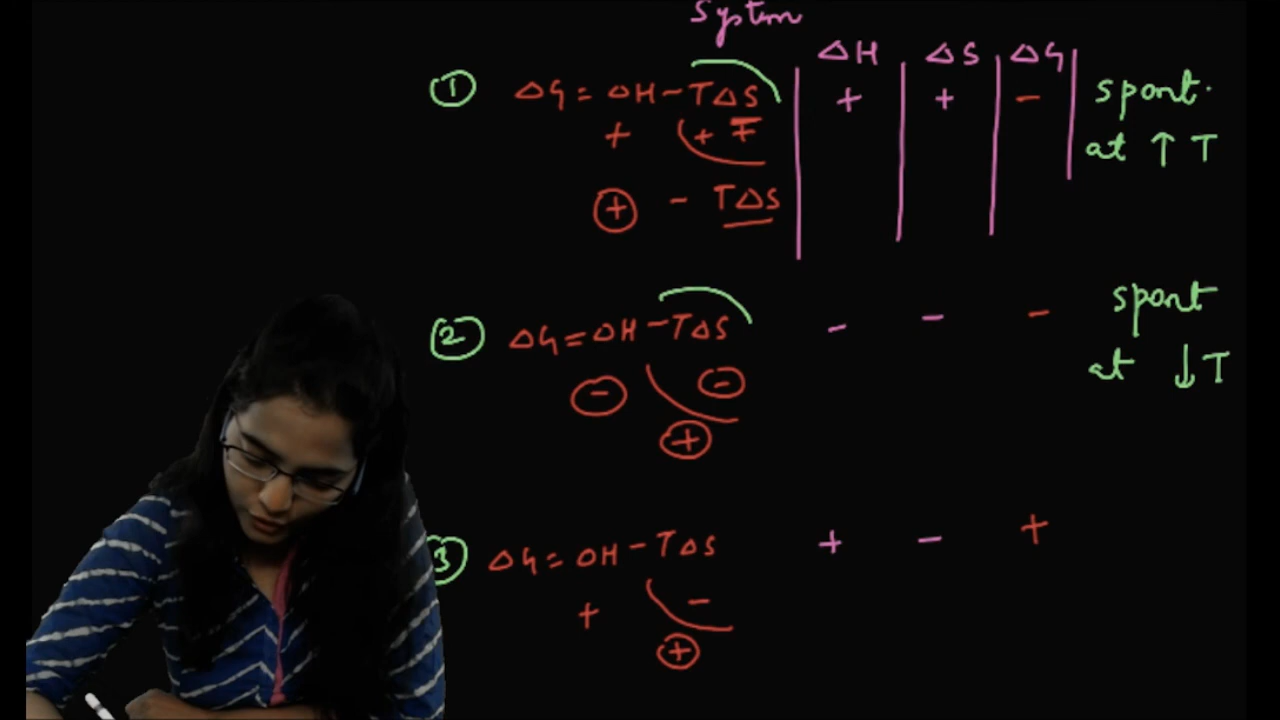 System
ΔH ΔS ΔG
① ΔG = ΔH - TΔS + + - spont.
+ + at ↑ T
+ - TΔS
② ΔG = ΔH - TΔS - - - spont
- - at ↓ T
+
③ ΔG = ΔH - TΔS + - +
+ -
+